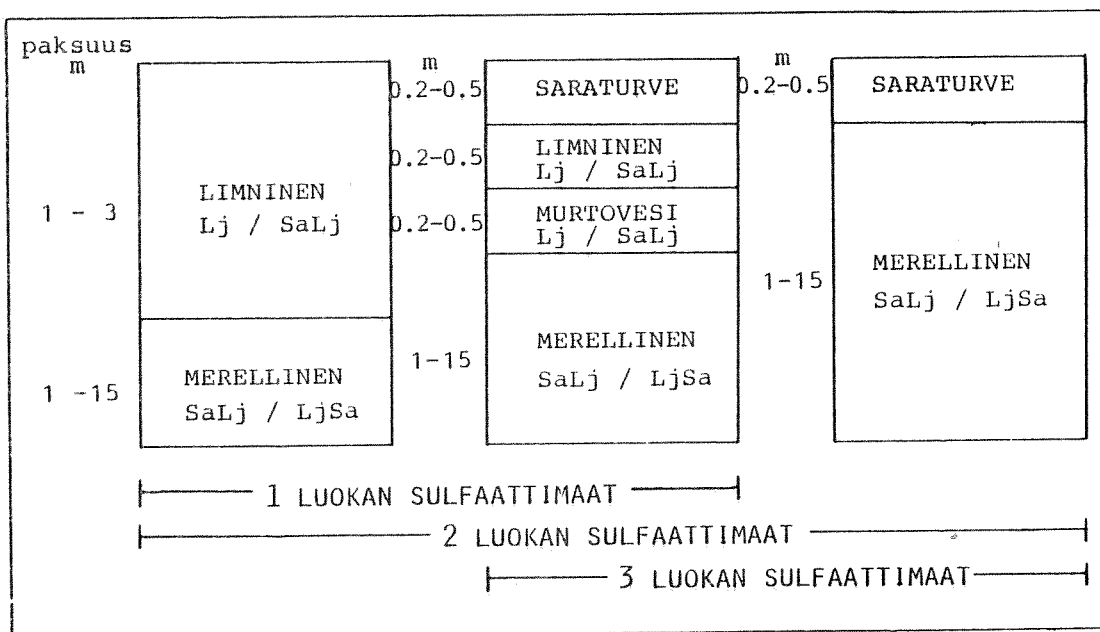 paksuus
m
1 - 3
1 -15
LIMNINEN
Lj / SaLj
MERELLINEN
SaLj / LjSa
m
0.2-0.5
0.2-0.5
0.2-0.5
1-15
SARATURVE
LIMNINEN
Lj / SaLj
MURTOVESI
Lj / SaLj
MERELLINEN
SaLj / LjSa
m
0.2-0.5
1-15
SARATURVE
MERELLINEN
SaLj / LjSa
1 LUOKAN SULFAATTIMAAT
2 LUOKAN SULFAATTIMAAT
3 LUOKAN SULFAATTIMAAT